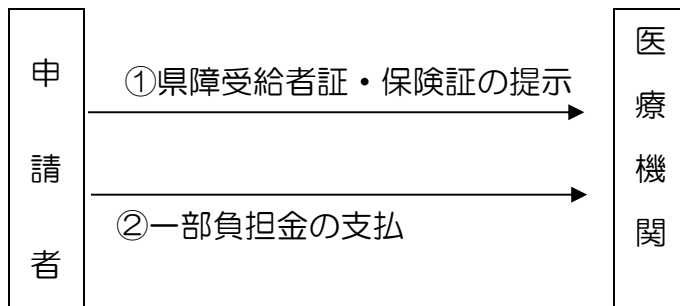 申請者
①県障受給者証・保険証の提示
②一部負担金の支払
医療機関